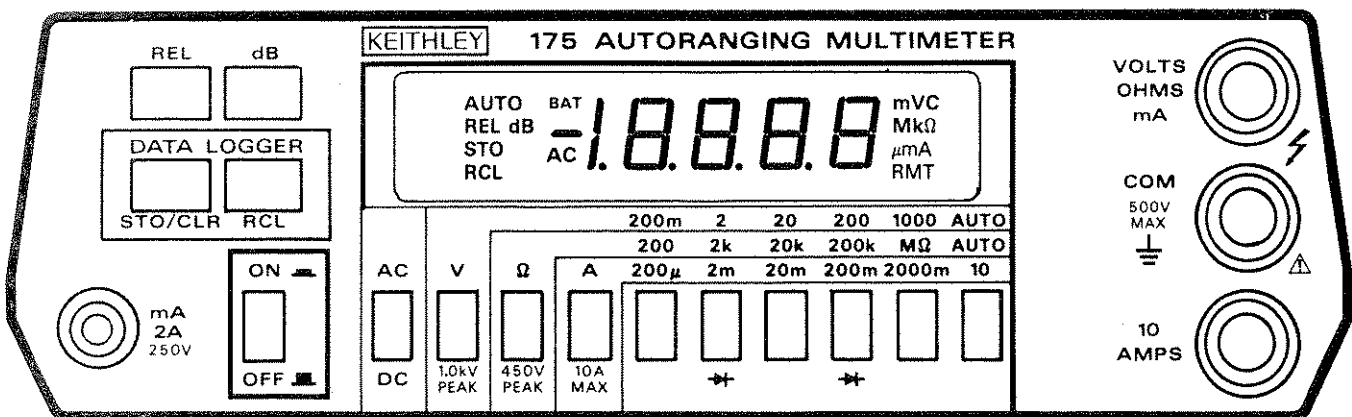 KEITHLEY 175 AUTORANGING MULTIMETER
REL dB
DATA LOGGER
STO/CLR RCL
ON
OFF
mA
2A
250V
AUTO BAT mVC
REL dB -1.8.8.8.8 MkΩ
STO AC μmA
RCL RMT
200m 2 20 200 1000 AUTO
200 2k 20k 200k MΩ AUTO
AC V Ω A 200μ 2m 20m 200m 2000m 10
DC 1.0kV PEAK 450V PEAK 10A MAX
VOLTS
OHMS
mA
COM
500V
MAX
10
AMPS